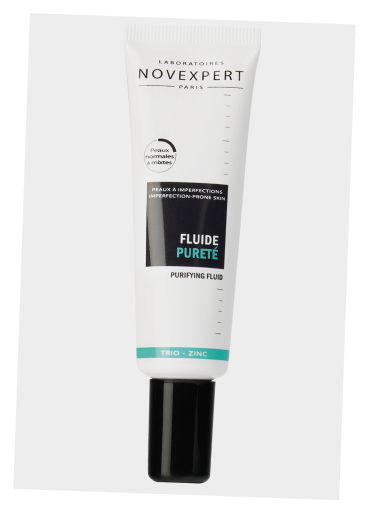 LABORATOIRES
NOVEXPERT
PARIS
Peaux
normales
à mixtes
PEAUX À IMPERFECTIONS
IMPERFECTION-PRONE SKIN
FLUIDE
PURETÉ
PURIFYING FLUID
TRIO - ZINC